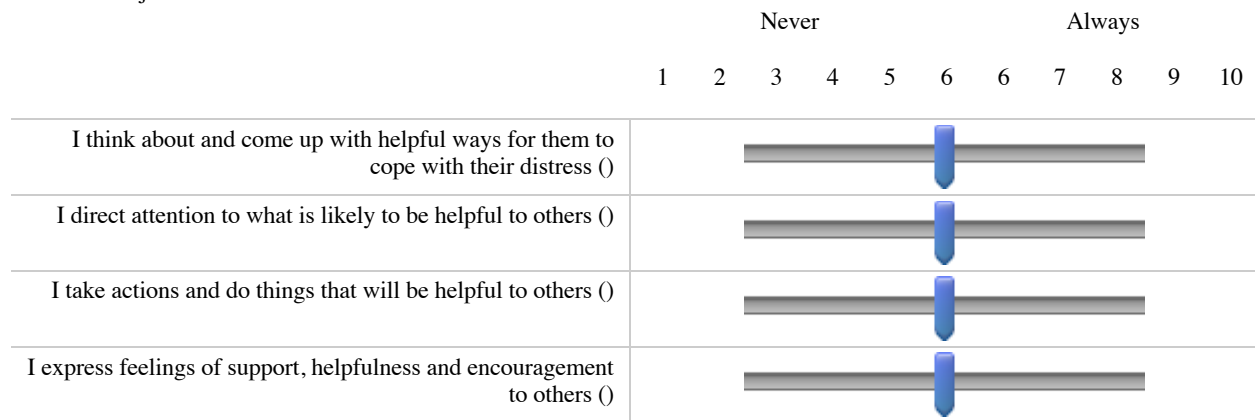 Never Always
1 2 3 4 5 6 6 7 8 9 10
I think about and come up with helpful ways for them to
cope with their distress ()
I direct attention to what is likely to be helpful to others ()
I take actions and do things that will be helpful to others ()
I express feelings of support, helpfulness and encouragement
to others ()